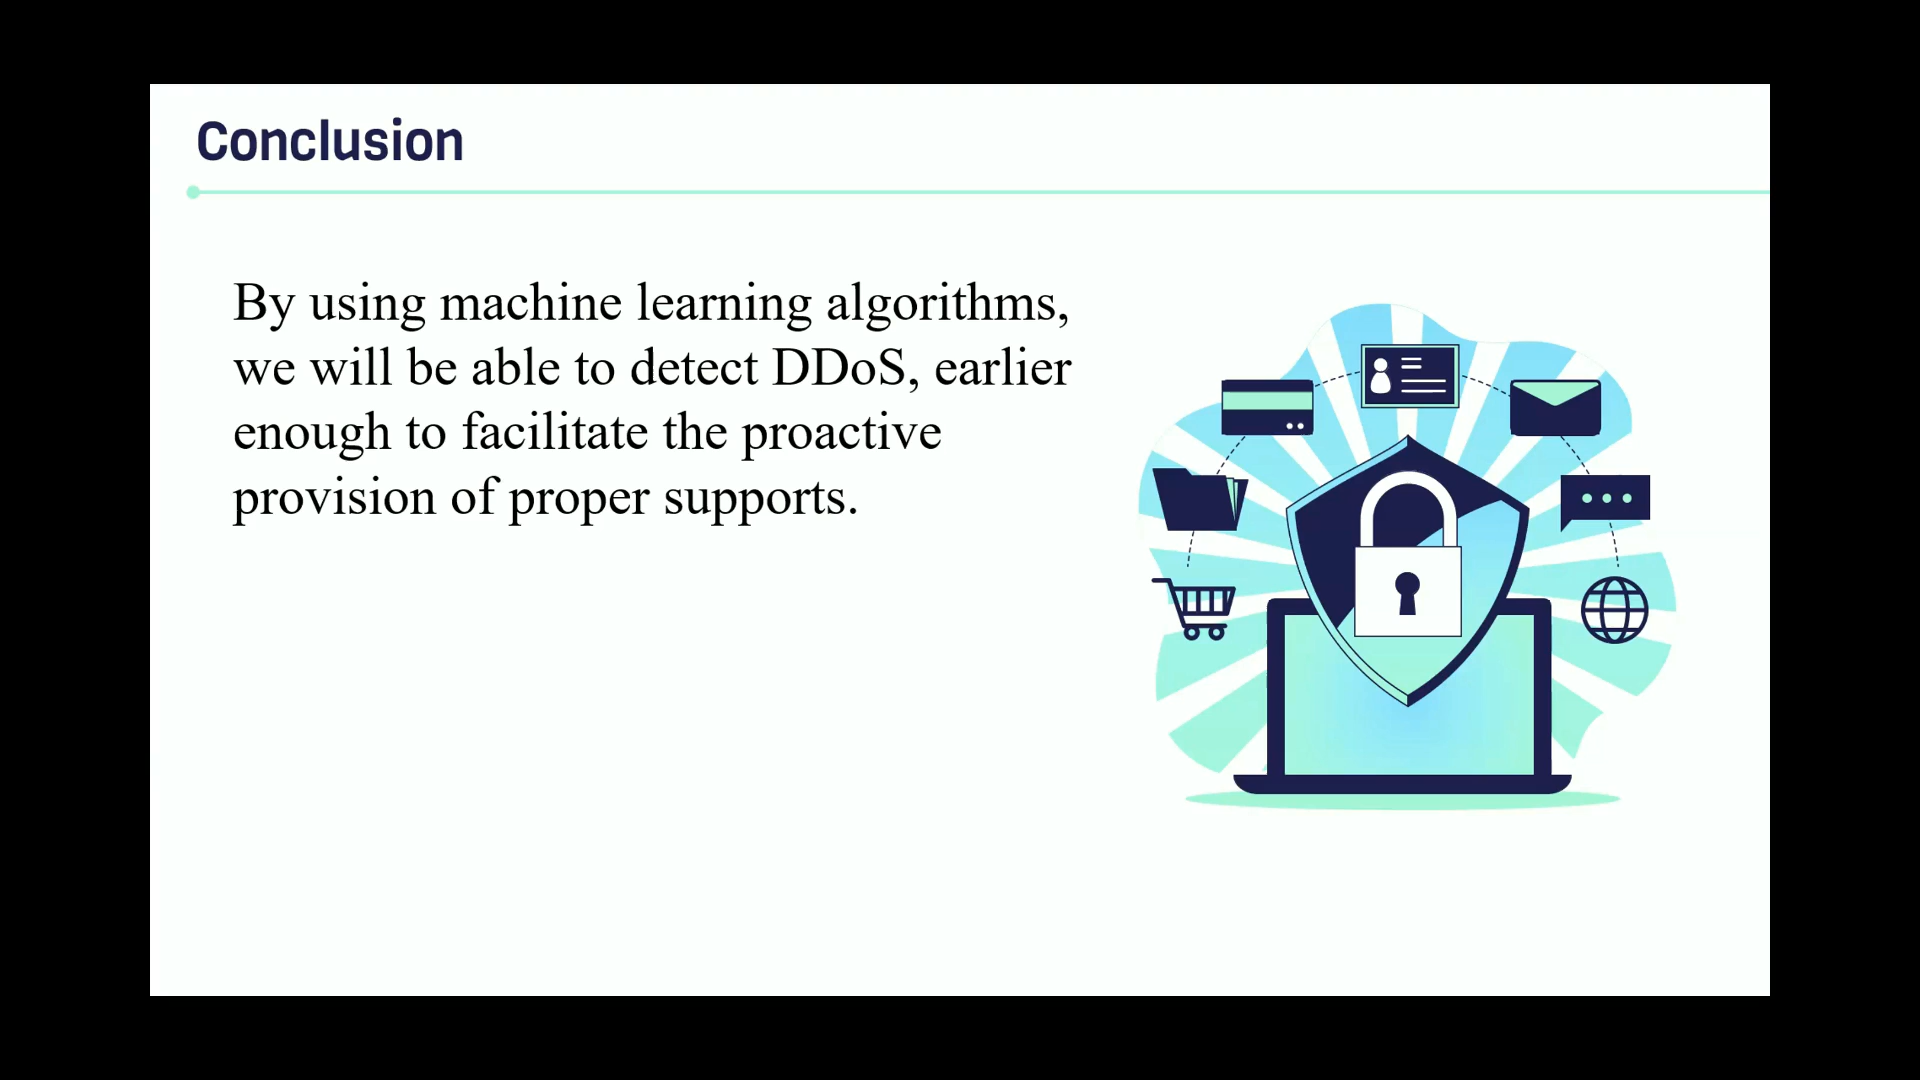 Conclusion
By using machine learning algorithms,
we will be able to detect DDoS, earlier
enough to facilitate the proactive
provision of proper supports.